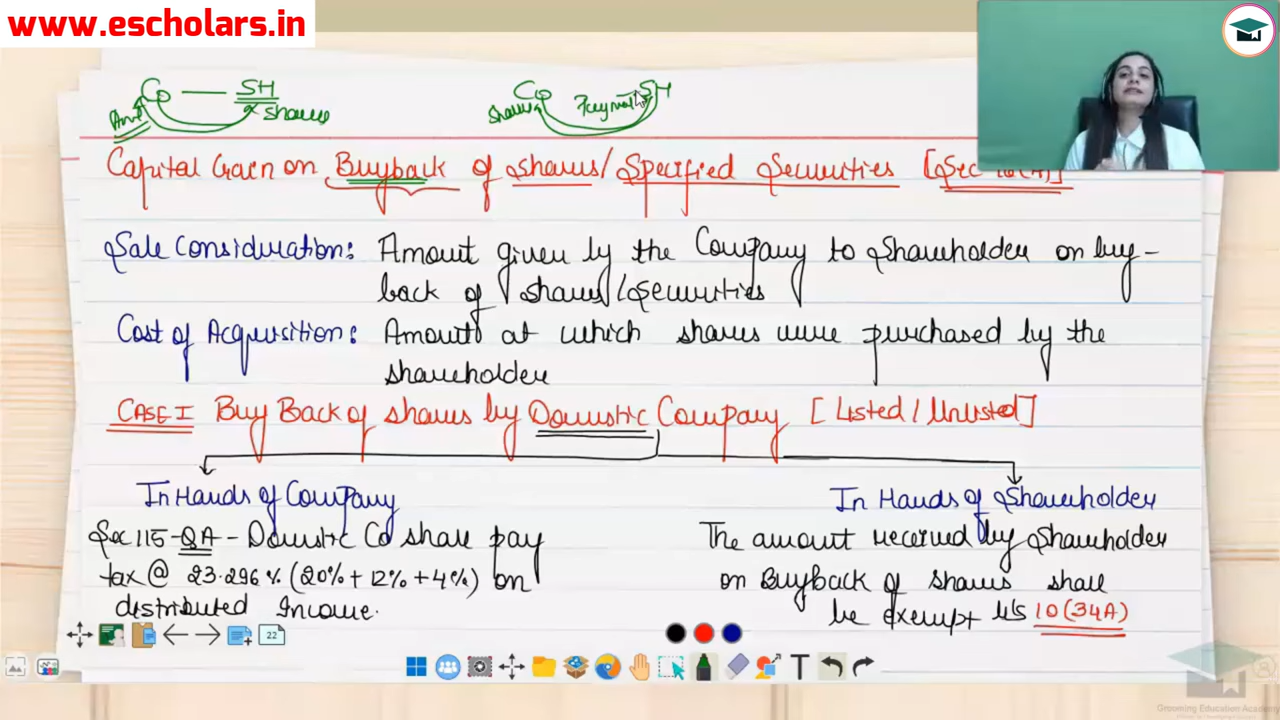 www.escholars.in
Co — SH
Amt
shares
Co SH
shares Payment
Capital Gain on Buyback of shares/Specified Securities [Sec
Sale Consideration: Amount given by the Company to Shareholder on buy-
back of shares/Securities
Cost of Acquisition: Amount at which shares were purchased by the
shareholder
CASE I Buy Back of shares by Domestic Company [Listed/Unlisted]
In Hands of Company
Sec 115-QA - Domestic Co share pay
tax @ 23.296% (20%+12%+4%) on
distributed Income.
In Hands of Shareholder
The amount received by Shareholder
on Buyback of shares shall
be exempt u/s 10(34A)
22
T
Grooming Education Academy